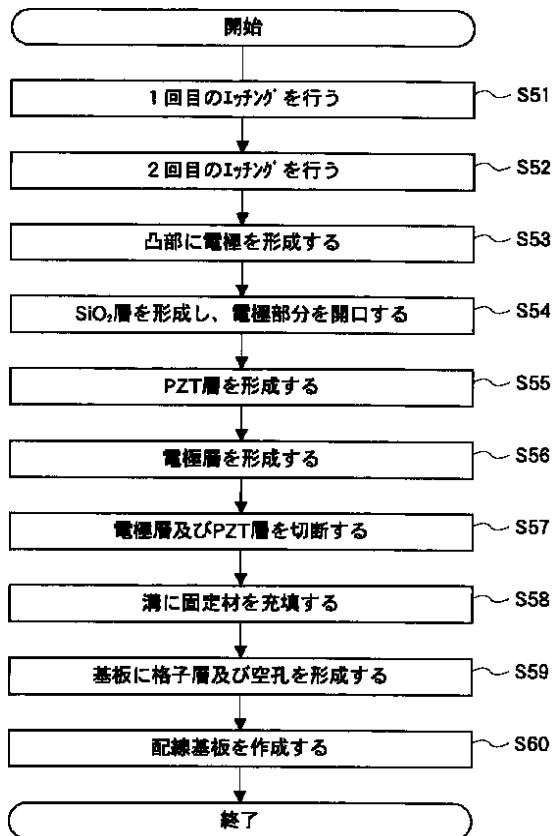 開始
1回目のｴｯﾁﾝｸﾞを行う S51
2回目のｴｯﾁﾝｸﾞを行う S52
凸部に電極を形成する S53
SiO₂層を形成し、電極部分を開口する S54
PZT層を形成する S55
電極層を形成する S56
電極層及びPZT層を切断する S57
溝に固定材を充填する S58
基板に格子層及び空孔を形成する S59
配線基板を作成する S60
終了